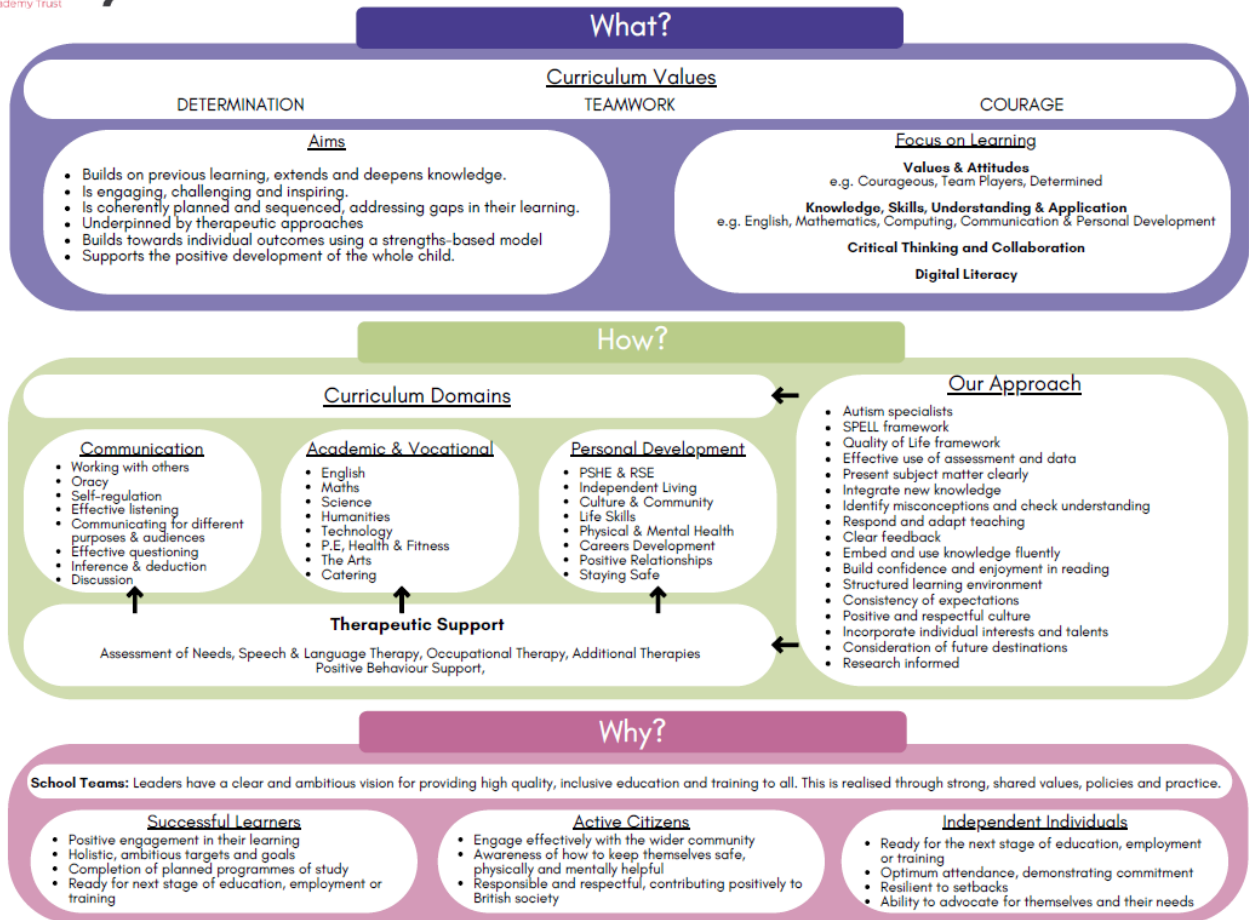 ademy Trust
What?
Curriculum Values
DETERMINATION
TEAMWORK
COURAGE
Aims
• Builds on previous learning, extends and deepens knowledge.
• Is engaging, challenging and inspiring.
• Is coherently planned and sequenced, addressing gaps in their learning.
• Underpinned by therapeutic approaches
• Builds towards individual outcomes using a strengths-based model
• Supports the positive development of the whole child.
Focus on Learning
Values & Attitudes
e.g. Courageous, Team Players, Determined
Knowledge, Skills, Understanding & Application
e.g. English, Mathematics, Computing, Communication & Personal Development
Critical Thinking and Collaboration
Digital Literacy
How?
Curriculum Domains
Communication
• Working with others
• Oracy
• Self-regulation
• Effective listening
• Communicating for different
purposes & audiences
• Effective questioning
• Inference & deduction
• Discussion
Academic & Vocational
• English
• Maths
• Science
• Humanities
• Technology
• P.E, Health & Fitness
• The Arts
• Catering
Personal Development
• PSHE & RSE
• Independent Living
• Culture & Community
• Life Skills
• Physical & Mental Health
• Careers Development
• Positive Relationships
• Staying Safe
Therapeutic Support
Assessment of Needs, Speech & Language Therapy, Occupational Therapy, Additional Therapies
Positive Behaviour Support,
Our Approach
• Autism specialists
• SPELL framework
• Quality of Life framework
• Effective use of assessment and data
• Present subject matter clearly
• Integrate new knowledge
• Identify misconceptions and check understanding
• Respond and adapt teaching
• Clear feedback
• Embed and use knowledge fluently
• Build confidence and enjoyment in reading
• Structured learning environment
• Consistency of expectations
• Positive and respectful culture
• Incorporate individual interests and talents
• Consideration of future destinations
• Research informed
Why?
School Teams: Leaders have a clear and ambitious vision for providing high quality, inclusive education and training to all. This is realised through strong, shared values, policies and practice.
Successful Learners
• Positive engagement in their learning
• Holistic, ambitious targets and goals
• Completion of planned programmes of study
• Ready for next stage of education, employment or
training
Active Citizens
• Engage effectively with the wider community
• Awareness of how to keep themselves safe,
physically and mentally helpful
• Responsible and respectful, contributing positively to
British society
Independent Individuals
• Ready for the next stage of education, employment
or training
• Optimum attendance, demonstrating commitment
• Resilient to setbacks
• Ability to advocate for themselves and their needs